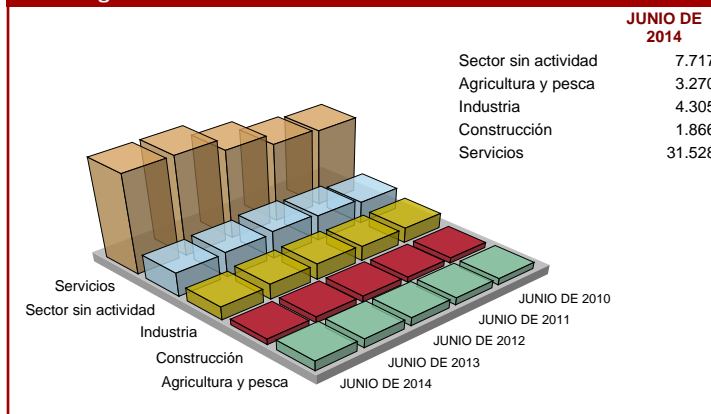 JUNIO DE
2014
Sector sin actividad 7.717
Agricultura y pesca 3.270
Industria 4.305
Construcción 1.866
Servicios 31.528
Servicios
Sector sin actividad
Industria
Construcción
Agricultura y pesca
JUNIO DE 2010
JUNIO DE 2011
JUNIO DE 2012
JUNIO DE 2013
JUNIO DE 2014